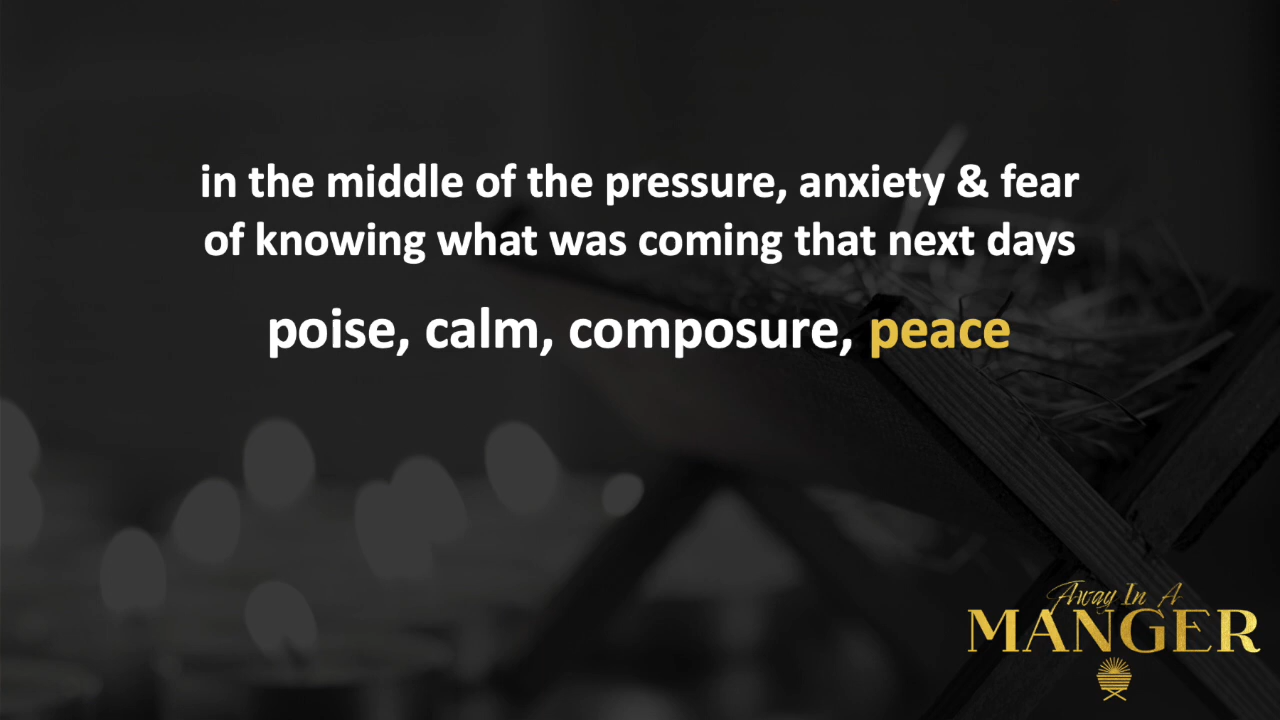 in the middle of the pressure, anxiety & fear
of knowing what was coming that next days
poise, calm, composure, peace
Away In A
MANGER